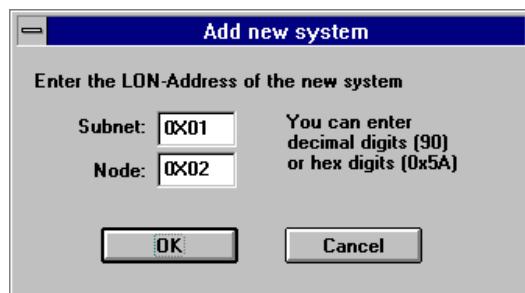 Add new system
Enter the LON-Address of the new system
Subnet: 0X01
Node: 0X02
You can enter
decimal digits (90)
or hex digits (0x5A)
OK
Cancel